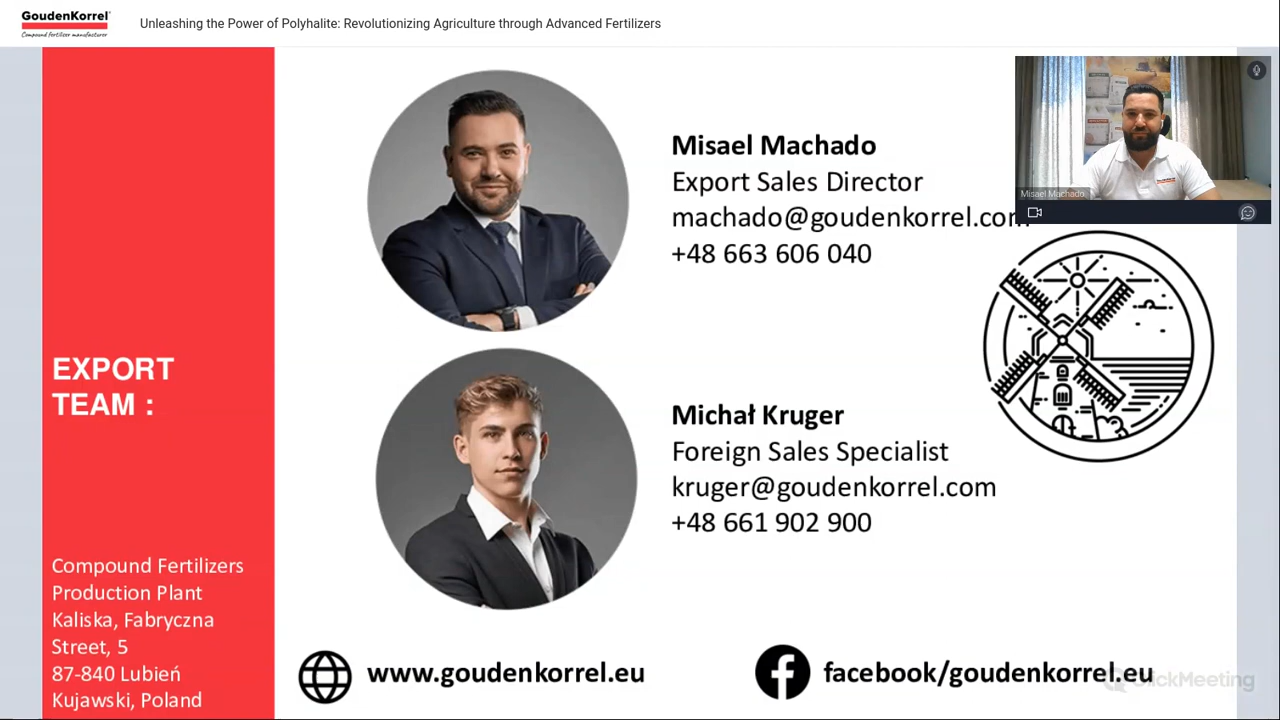 GoudenKorrel
Compound fertilizer manufacturer
Unleashing the Power of Polyhalite: Revolutionizing Agriculture through Advanced Fertilizers
Misael Machado
Misael Machado
Export Sales Director
machado@goudenkorrel.com
+48 663 606 040
EXPORT
TEAM :
Michał Kruger
Foreign Sales Specialist
kruger@goudenkorrel.com
+48 661 902 900
Compound Fertilizers
Production Plant
Kaliska, Fabryczna
Street, 5
87-840 Lubień
Kujawski, Poland
www.goudenkorrel.eu
facebook/goudenkorrel.eu
ClickMeeting